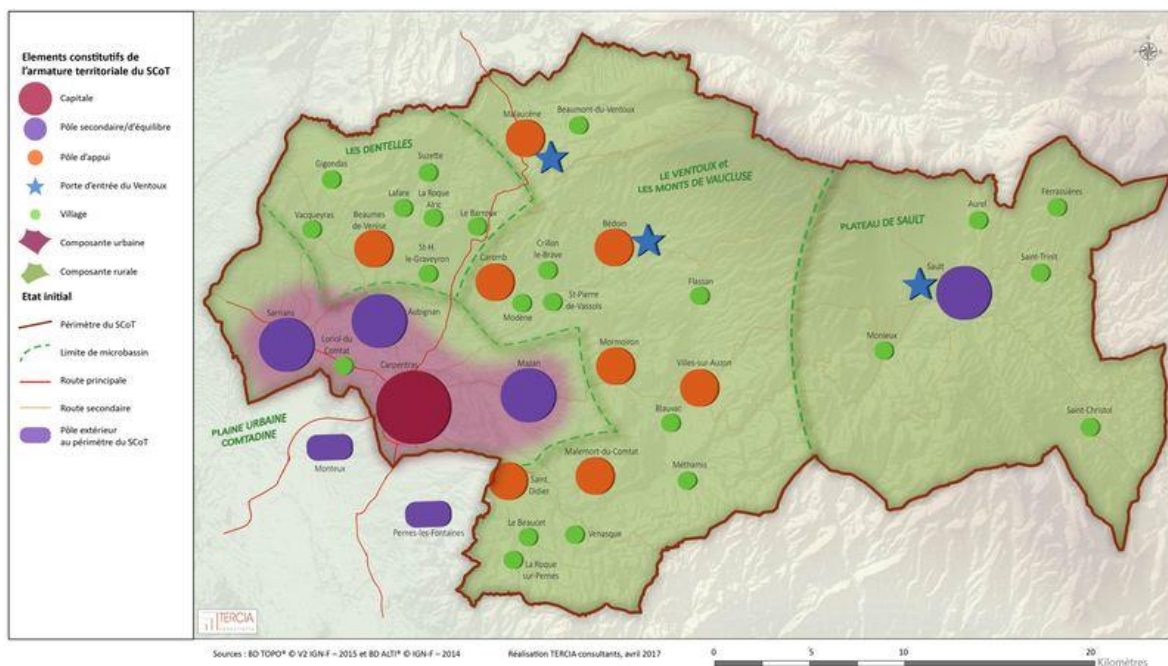 Elements constitutifs de
l'armature territoriale du SCoT
Capitale
Pôle secondaire/d'équilibre
Pôle d'appui
Porte d'entrée du Ventoux
Village
Composante urbaine
Composante rurale
Etat initial
Périmètre du SCoT
Limite de microbassin
Route principale
Route secondaire
Pôle extérieur
au périmètre du SCoT
Malaucène
Beaumont-du-Ventoux
LES DENTELLES
Gigondas
Suzette
LE VENTOUX et
LES MONTS DE VAUCLUSE
Lafare
La Roque
Alric
Vacqueyras
Beaumes
de Venise
Le Barroux
Bédoin
PLATEAU DE SAULT
Aurel
Ferrassières
St-H.
le-Graveyron
Caromb
Crillon
le-Brave
Saint-Trinit
Sault
Flassan
St-Pierre
de-Vassols
Modène
Sarrians
Aubignan
Loriol-du
Comtat
Monieux
Carpentras
Mazan
Mormoiron
Villes-sur-Auzon
Blauvac
Saint-Christol
PLAINE URBAINE
COMTADINE
Monteux
Malemort-du-Comtat
Saint
Didier
Méthamis
Pernes-les-Fontaines
Le Beaucet
Venasque
La Roque
sur-Pernes
TERCIA
consultants
Sources : BD TOPO® © V2 IGN-F – 2015 et BD ALTI® © IGN-F – 2014
Réalisation TERCIA consultants, avril 2017
0 5 10 20
Kilomètres